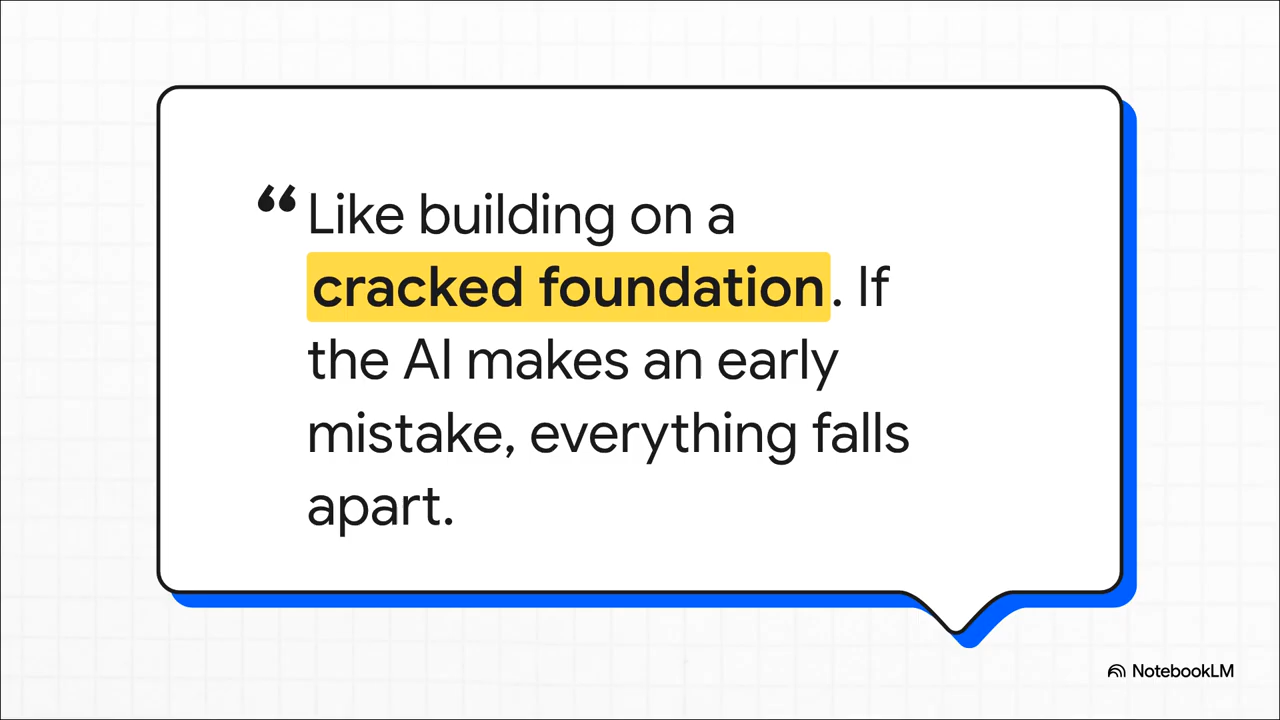 “Like building on a
cracked foundation. If
the AI makes an early
mistake, everything falls
apart.
NotebookLM